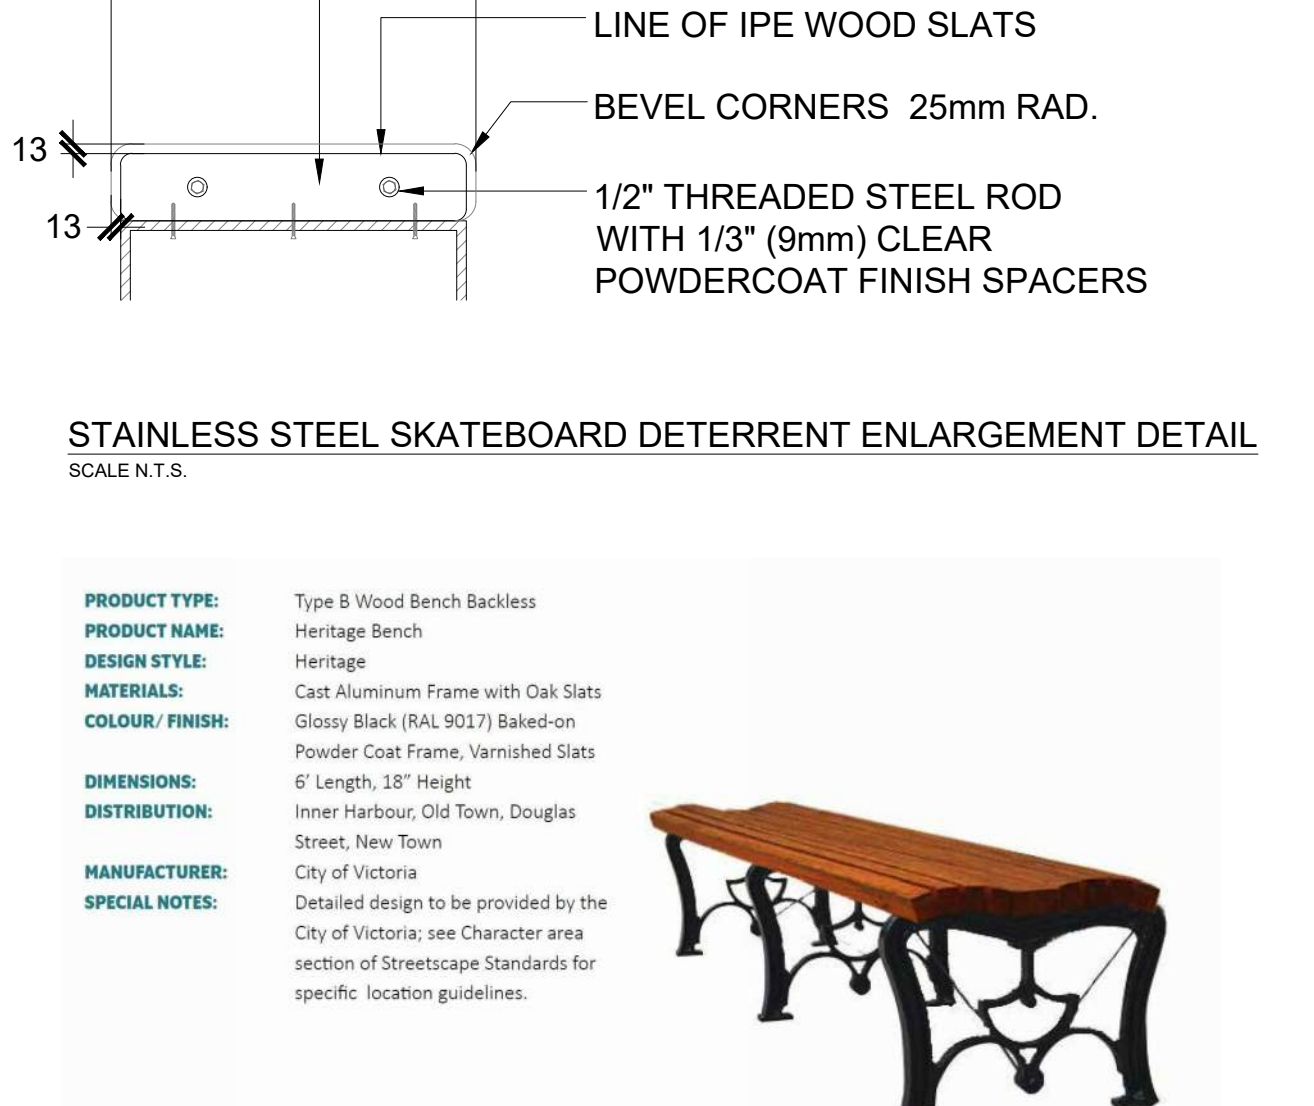 LINE OF IPE WOOD SLATS
BEVEL CORNERS 25mm RAD.
13
1/2" THREADED STEEL ROD
WITH 1/3" (9mm) CLEAR
POWDERCOAT FINISH SPACERS
13
STAINLESS STEEL SKATEBOARD DETERRENT ENLARGEMENT DETAIL
SCALE N.T.S.
PRODUCT TYPE: Type B Wood Bench Backless
PRODUCT NAME: Heritage Bench
DESIGN STYLE: Heritage
MATERIALS: Cast Aluminum Frame with Oak Slats
COLOUR/ FINISH: Glossy Black (RAL 9017) Baked-on
Powder Coat Frame, Varnished Slats
DIMENSIONS: 6' Length, 18" Height
DISTRIBUTION: Inner Harbour, Old Town, Douglas
Street, New Town
MANUFACTURER: City of Victoria
SPECIAL NOTES: Detailed design to be provided by the
City of Victoria; see Character area
section of Streetscape Standards for
specific location guidelines.